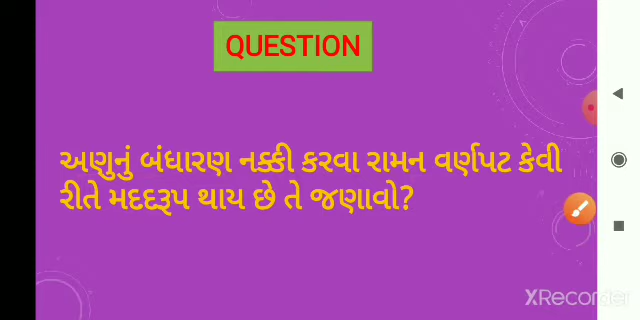 QUESTION
અણુનું બંધારણ નક્કી કરવા રામન વર્ણપટ કેવી
રીતે મદદરૂપ થાય છે તે જણાવો?
XRecorder